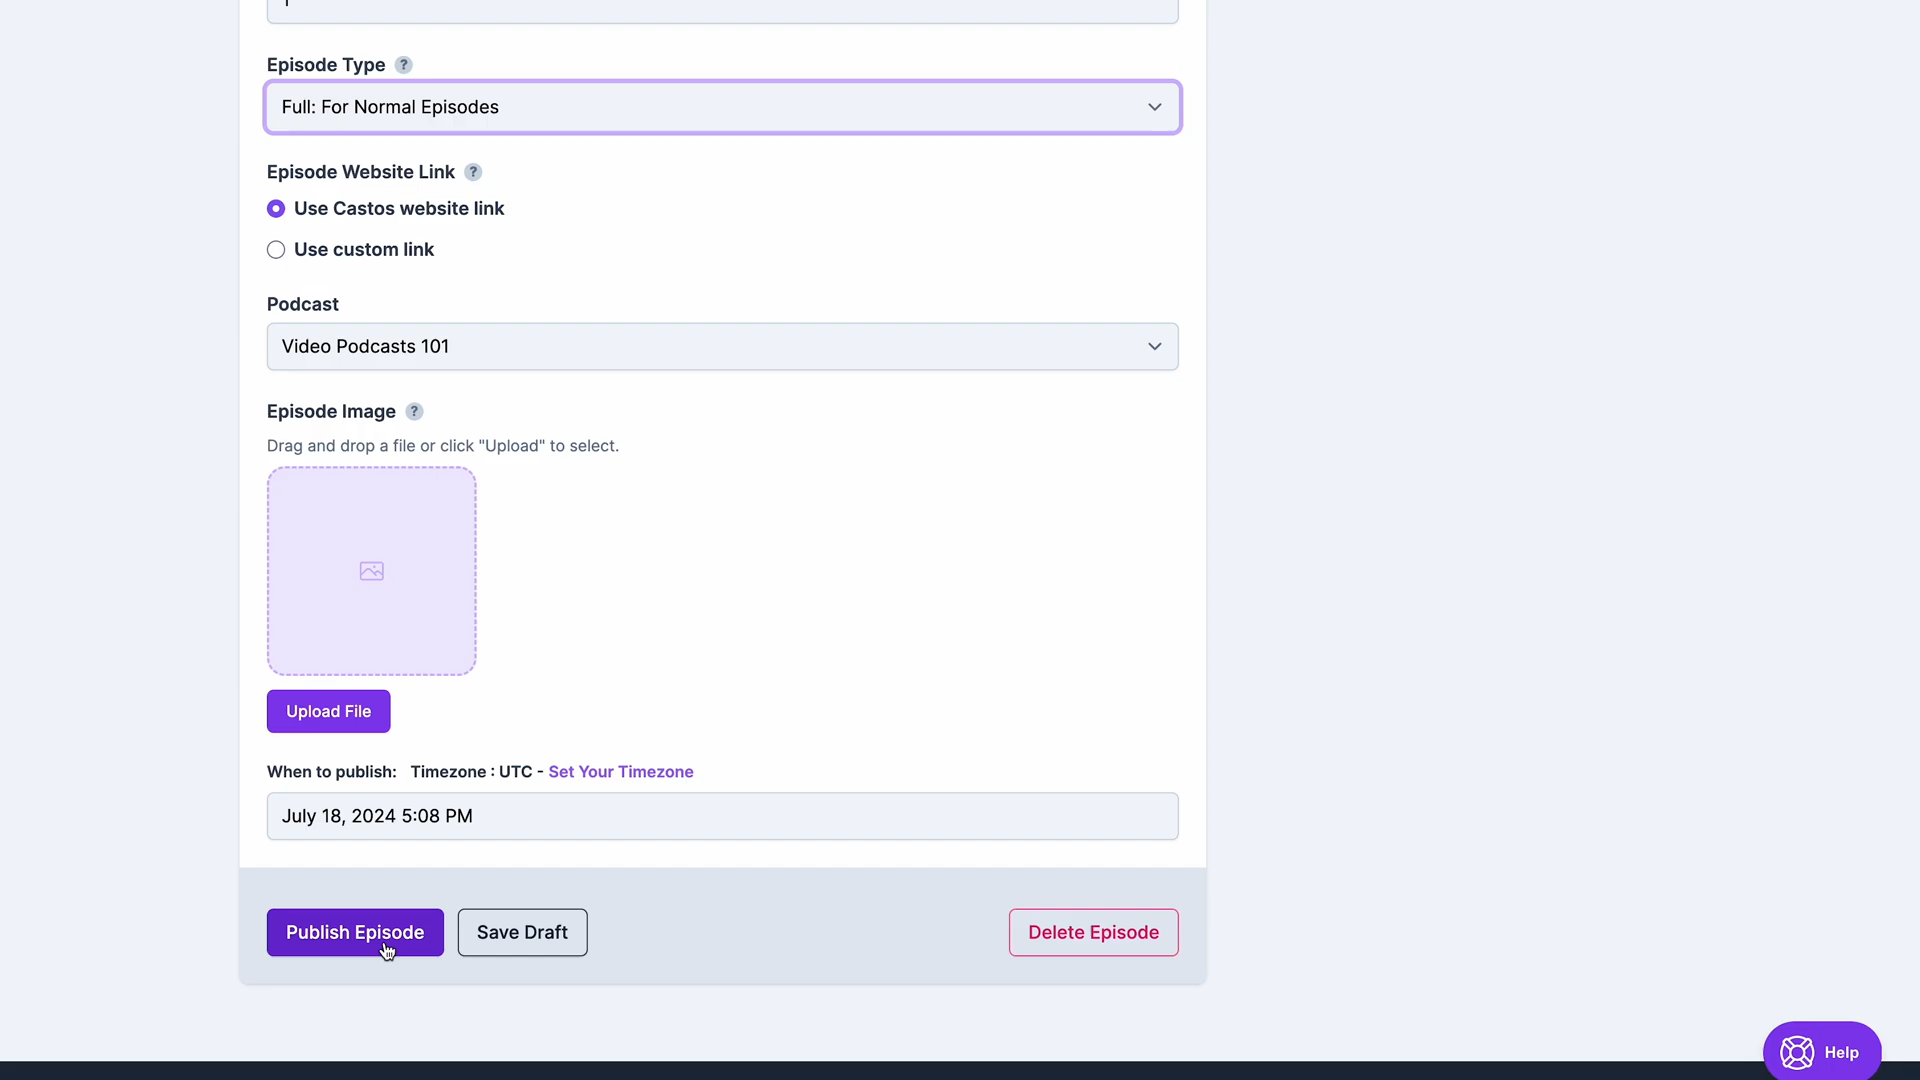 Episode Type ?
Full: For Normal Episodes
Episode Website Link ?
Use Castos website link
Use custom link
Podcast
Video Podcasts 101
Episode Image ?
Drag and drop a file or click "Upload" to select.
Upload File
When to publish: Timezone : UTC - Set Your Timezone
July 18, 2024 5:08 PM
Publish Episode Save Draft Delete Episode
Help